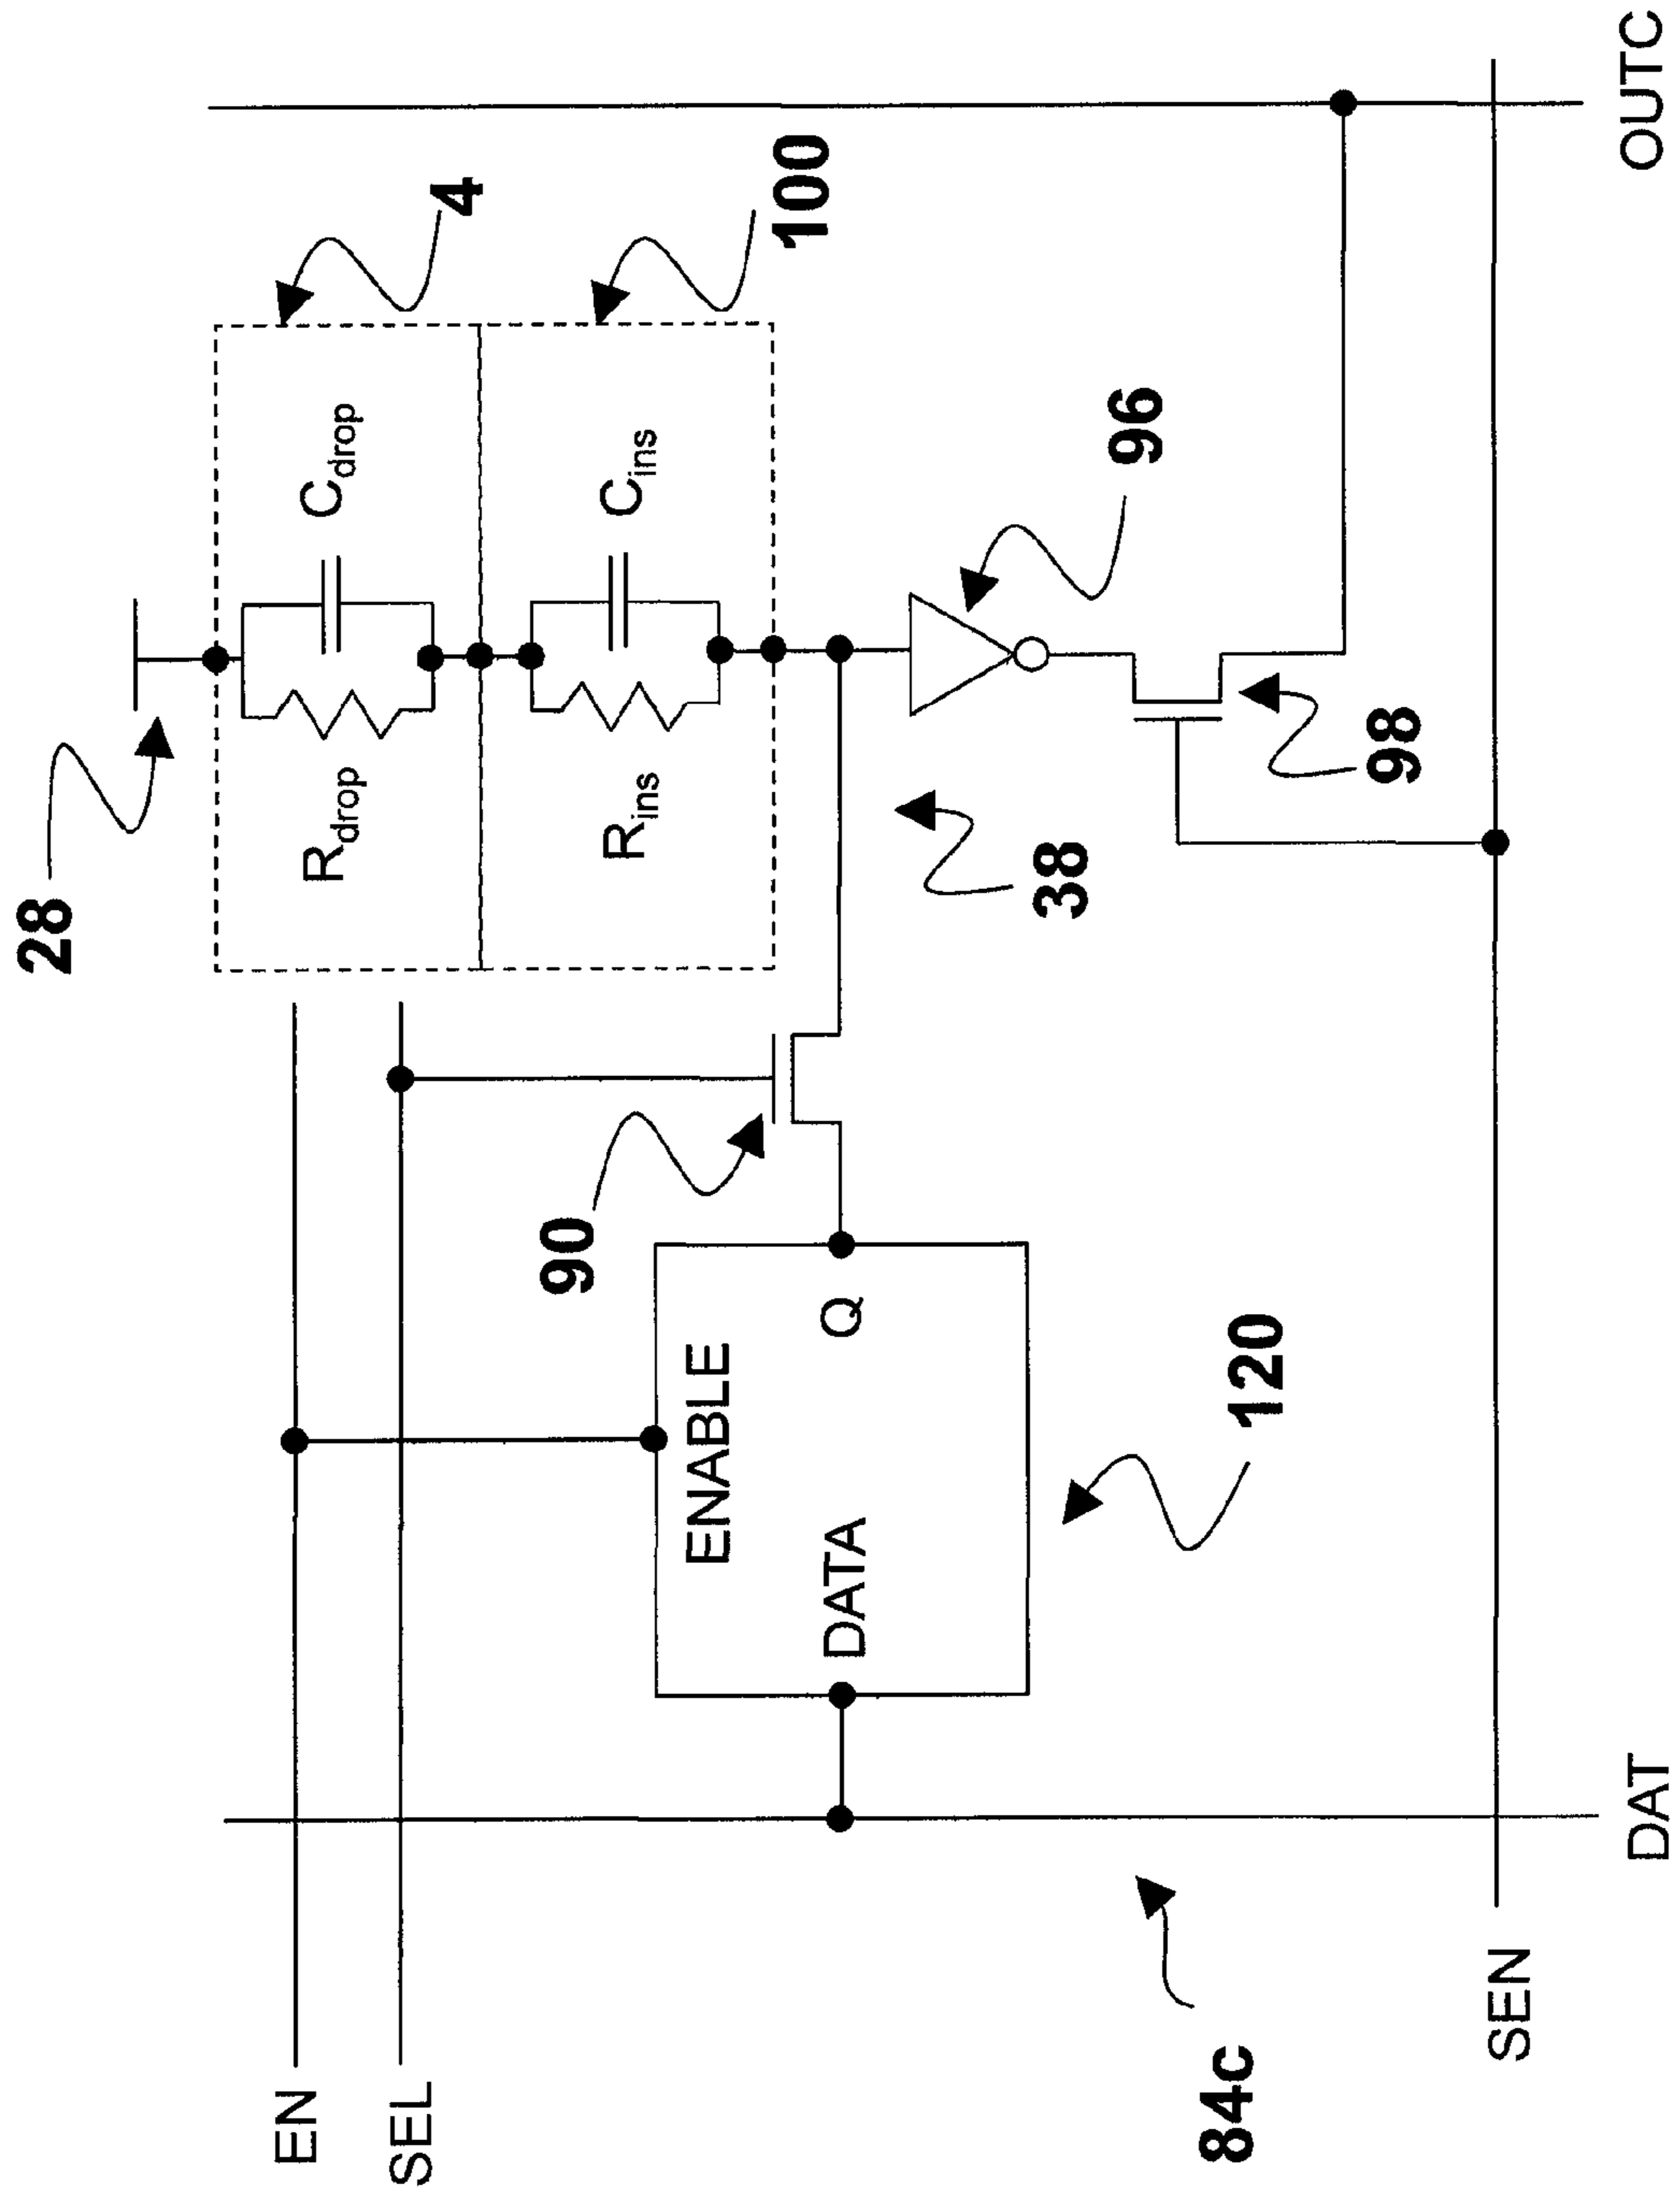 28
4
100
R_drop
C_drop
R_ins
C_ins
EN
SEL
90
ENABLE
DATA
Q
38
96
98
120
84c
SEN
DAT
OUTC